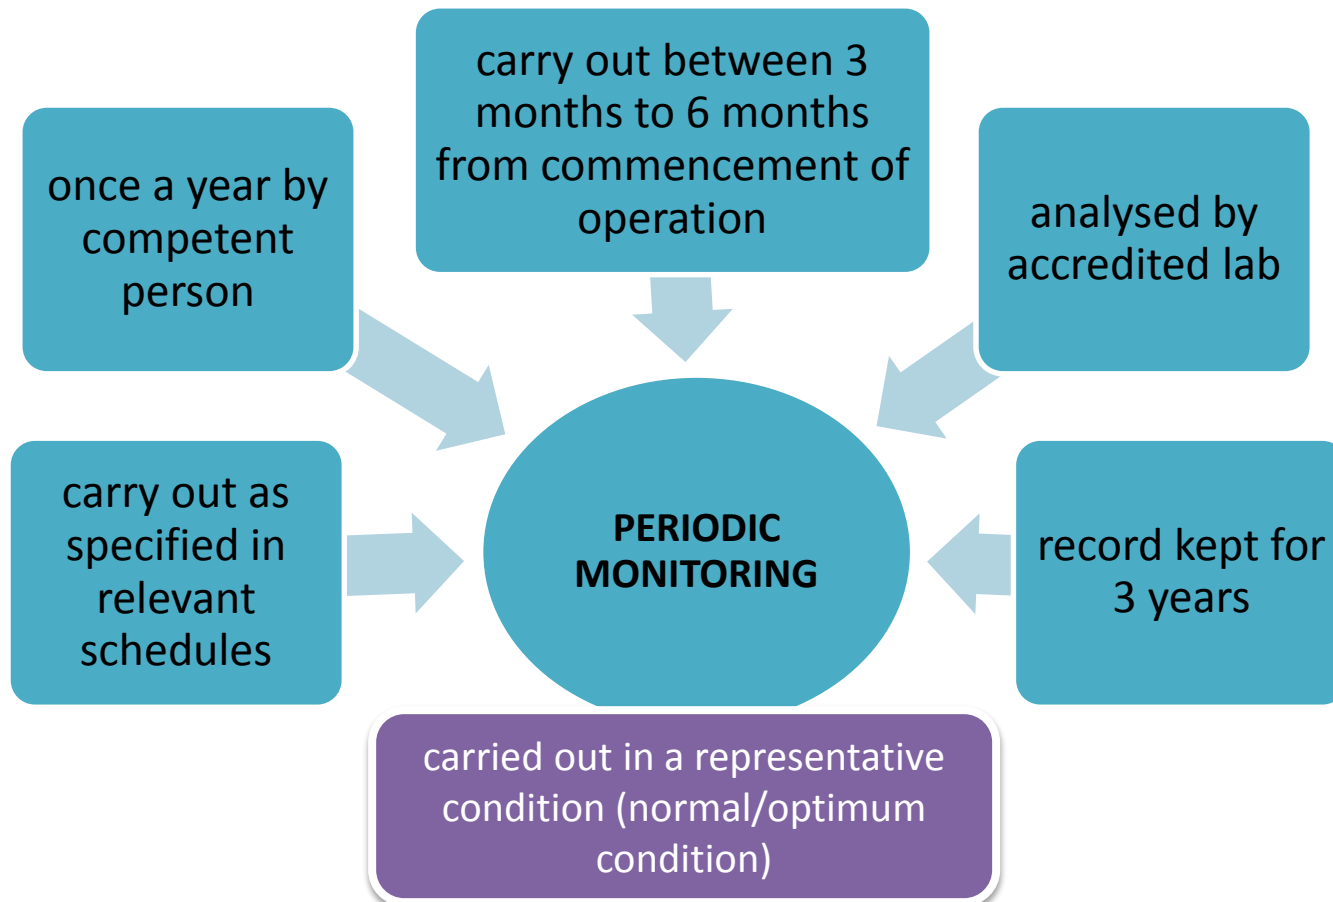 carry out between 3
months to 6 months
from commencement of
operation
once a year by
competent
person
analysed by
accredited lab
carry out as
specified in
relevant
schedules
PERIODIC
MONITORING
record kept for
3 years
carried out in a representative
condition (normal/optimum
condition)